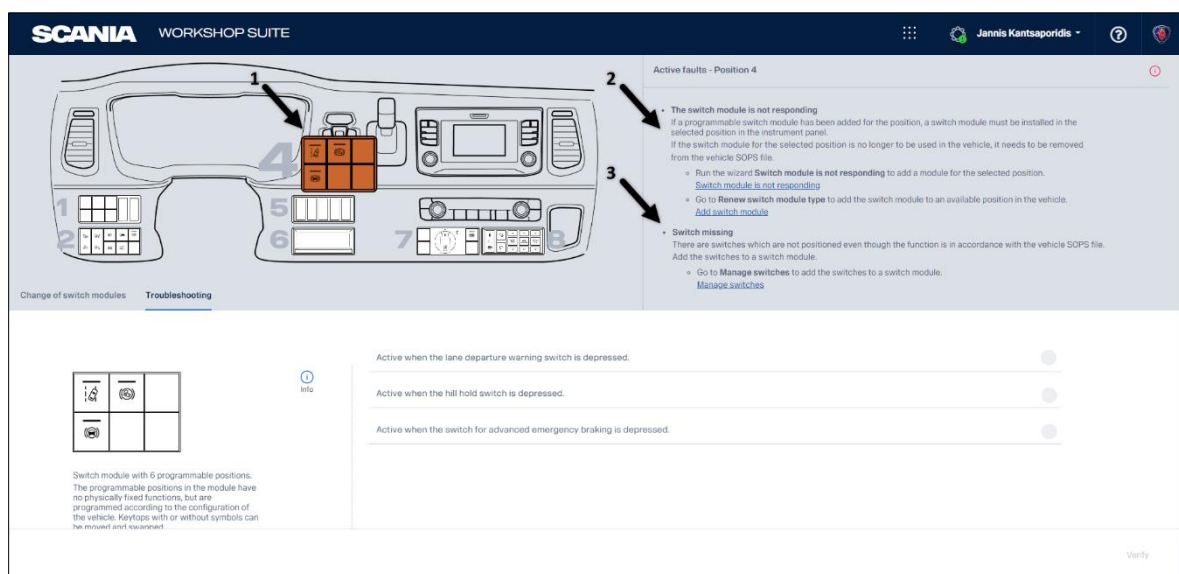 SCANIA WORKSHOP SUITE
Jannis Kantsaporidis
1
2
3
4
1
2
5
6
7
8
Change of switch modules Troubleshooting
Active faults - Position 4
The switch module is not responding
If a programmable switch module has been added for the position, a switch module must be installed in the
selected position in the instrument panel.
If the switch module for the selected position is no longer to be used in the vehicle, it needs to be removed
from the vehicle SOPS file.
Run the wizard Switch module is not responding to add a module for the selected position.
Switch module is not responding
Go to Renew switch module type to add the switch module to an available position in the vehicle.
Add switch module
Switch missing
There are switches which are not positioned even though the function is in accordance with the vehicle SOPS file.
Add the switches to a switch module.
Go to Manage switches to add the switches to a switch module.
Manage switches
Info
Switch module with 6 programmable positions.
The programmable positions in the module have
no physically fixed functions, but are
programmed according to the configuration of
the vehicle. Keytops with or without symbols can
be moved and swapped
Active when the lane departure warning switch is depressed.
Active when the hill hold switch is depressed.
Active when the switch for advanced emergency braking is depressed.
Verify